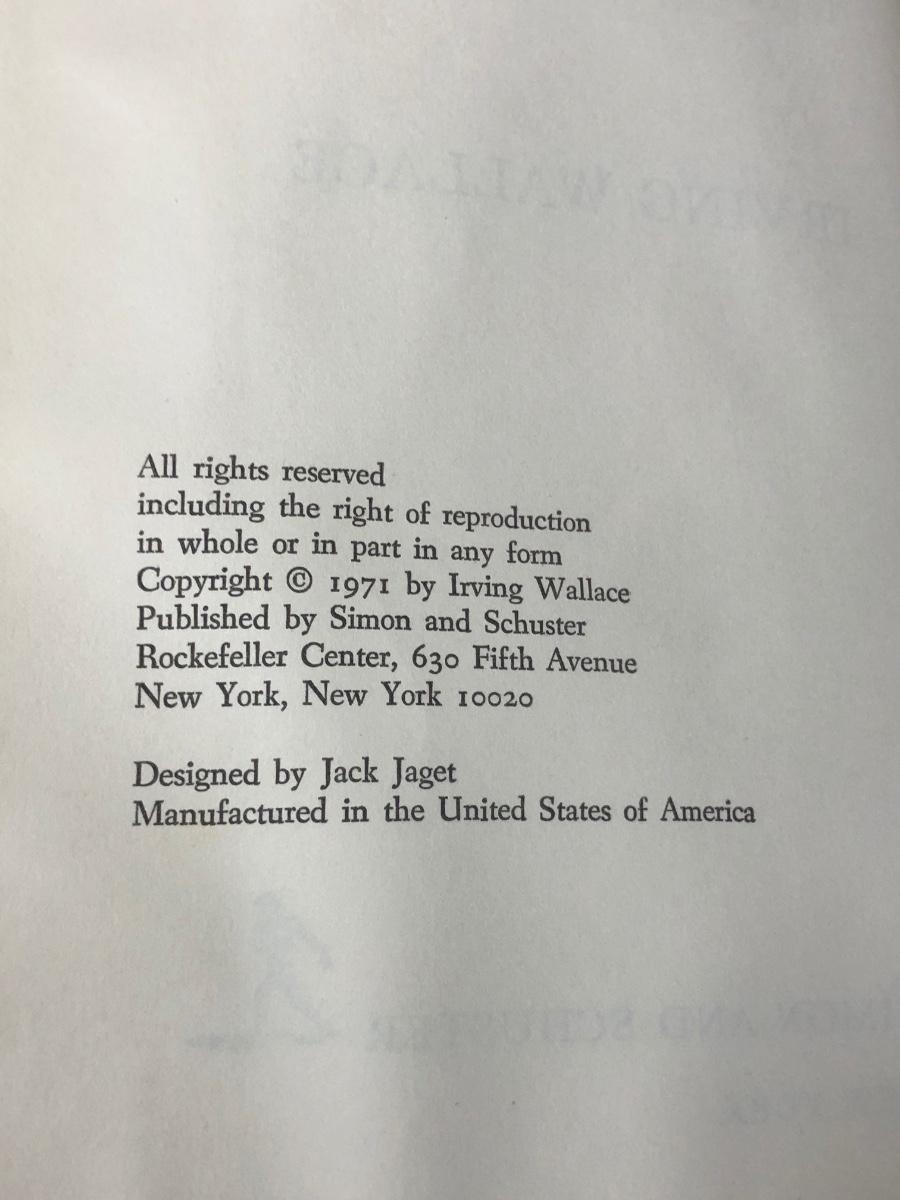 All rights reserved
including the right of reproduction
in whole or in part in any form
Copyright © 1971 by Irving Wallace
Published by Simon and Schuster
Rockefeller Center, 630 Fifth Avenue
New York, New York 10020
Designed by Jack Jaget
Manufactured in the United States of America